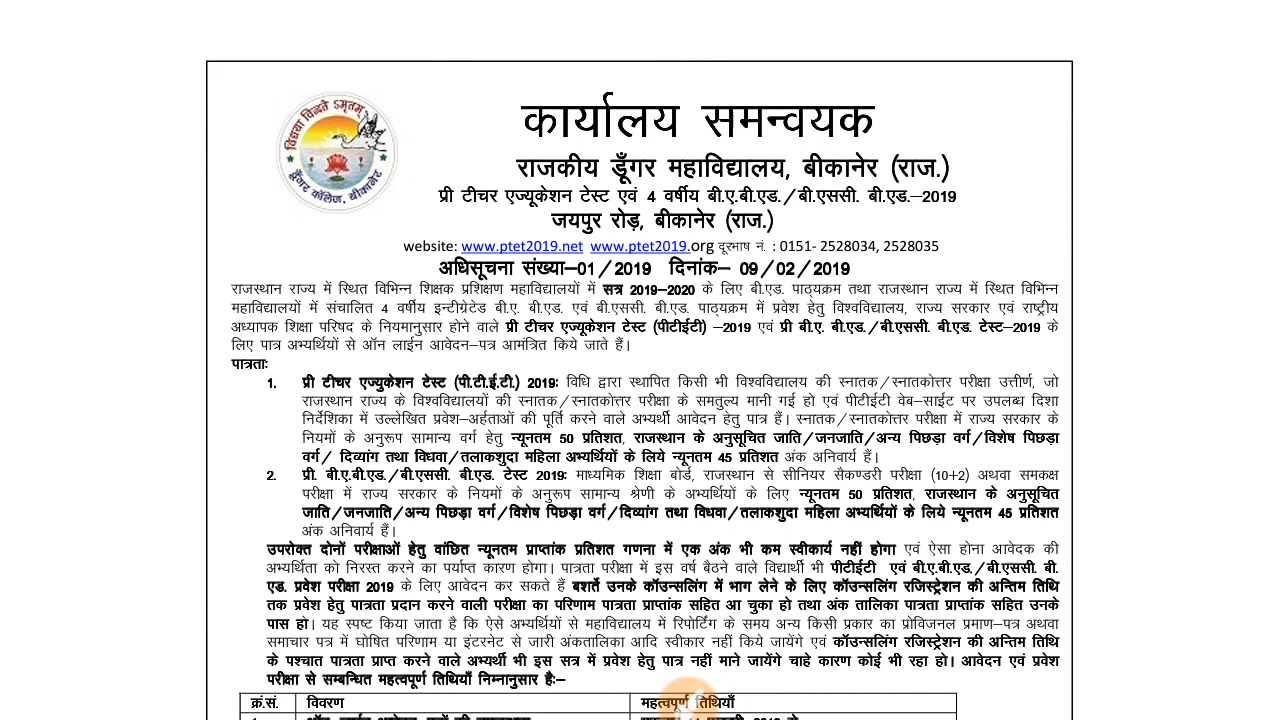 विद्यया विन्दते ऽमृतम्
डूँगर कॉलेज, बीकानेर
कार्यालय समन्वयक
राजकीय डूँगर महाविद्यालय, बीकानेर (राज.)
प्री टीचर एज्यूकेशन टेस्ट एवं 4 वर्षीय बी.ए.बी.एड./बी.एससी. बी.एड.–2019
जयपुर रोड़, बीकानेर (राज.)
website: www.ptet2019.net www.ptet2019.org दूरभाष नं. : 0151- 2528034, 2528035
अधिसूचना संख्या–01/2019 दिनांक– 09/02/2019
राजस्थान राज्य में स्थित विभिन्न शिक्षक प्रशिक्षण महाविद्यालयों में सत्र 2019–2020 के लिए बी.एड. पाठ्यक्रम तथा राजस्थान राज्य में स्थित विभिन्न
महाविद्यालयों में संचालित 4 वर्षीय इन्टीग्रेटेड बी.ए. बी.एड. एवं बी.एससी. बी.एड. पाठ्यक्रम में प्रवेश हेतु विश्वविद्यालय, राज्य सरकार एवं राष्ट्रीय
अध्यापक शिक्षा परिषद के नियमानुसार होने वाले प्री टीचर एज्यूकेशन टेस्ट (पीटीईटी) –2019 एवं प्री बी.ए. बी.एड./बी.एससी. बी.एड. टेस्ट–2019 के
लिए पात्र अभ्यर्थियों से ऑन लाईन आवेदन–पत्र आमंत्रित किये जाते हैं।
पात्रताः
1. प्री टीचर एज्युकेशन टेस्ट (पी.टी.ई.टी.) 2019: विधि द्वारा स्थापित किसी भी विश्वविद्यालय की स्नातक/स्नातकोत्तर परीक्षा उत्तीर्ण, जो
राजस्थान राज्य के विश्वविद्यालयों की स्नातक/स्नातकोत्तर परीक्षा के समतुल्य मानी गई हो एवं पीटीईटी वेब–साईट पर उपलब्ध दिशा
निर्देशिका में उल्लेखित प्रवेश–अर्हताओं की पूर्ति करने वाले अभ्यर्थी आवेदन हेतु पात्र हैं। स्नातक/स्नातकोत्तर परीक्षा में राज्य सरकार के
नियमों के अनुरूप सामान्य वर्ग हेतु न्यूनतम 50 प्रतिशत, राजस्थान के अनुसूचित जाति/जनजाति/अन्य पिछड़ा वर्ग/विशेष पिछड़ा
वर्ग/ दिव्यांग तथा विधवा/तलाकशुदा महिला अभ्यर्थियों के लिये न्यूनतम 45 प्रतिशत अंक अनिवार्य हैं।
2. प्री. बी.ए.बी.एड./बी.एससी. बी.एड. टेस्ट 2019: माध्यमिक शिक्षा बोर्ड, राजस्थान से सीनियर सैकण्डरी परीक्षा (10+2) अथवा समकक्ष
परीक्षा में राज्य सरकार के नियमों के अनुरूप सामान्य श्रेणी के अभ्यर्थियों के लिए न्यूनतम 50 प्रतिशत, राजस्थान के अनुसूचित
जाति/जनजाति/अन्य पिछड़ा वर्ग/विशेष पिछड़ा वर्ग/दिव्यांग तथा विधवा/तलाकशुदा महिला अभ्यर्थियों के लिये न्यूनतम 45 प्रतिशत
अंक अनिवार्य हैं।
उपरोक्त दोनों परीक्षाओं हेतु वांछित न्यूनतम प्राप्तांक प्रतिशत गणना में एक अंक भी कम स्वीकार्य नहीं होगा एवं ऐसा होना आवेदक की
अभ्यर्थिता को निरस्त करने का पर्याप्त कारण होगा। पात्रता परीक्षा में इस वर्ष बैठने वाले विद्यार्थी भी पीटीईटी एवं बी.ए.बी.एड./बी.एससी. बी.
एड. प्रवेश परीक्षा 2019 के लिए आवेदन कर सकते हैं बशर्ते उनके कॉउन्सलिंग में भाग लेने के लिए कॉउन्सलिंग रजिस्ट्रेशन की अन्तिम तिथि
तक प्रवेश हेतु पात्रता प्रदान करने वाली परीक्षा का परिणाम पात्रता प्राप्तांक सहित आ चुका हो तथा अंक तालिका पात्रता प्राप्तांक सहित उनके
पास हो। यह स्पष्ट किया जाता है कि ऐसे अभ्यर्थियों से महाविद्यालय में रिपोर्टिंग के समय अन्य किसी प्रकार का प्रोविजनल प्रमाण–पत्र अथवा
समाचार पत्र में घोषित परिणाम या इंटरनेट से जारी अंकतालिका आदि स्वीकार नहीं किये जायेंगे एवं कॉउन्सलिंग रजिस्ट्रेशन की अन्तिम तिथि
के पश्चात पात्रता प्राप्त करने वाले अभ्यर्थी भी इस सत्र में प्रवेश हेतु पात्र नहीं माने जायेंगे चाहे कारण कोई भी रहा हो। आवेदन एवं प्रवेश
परीक्षा से सम्बन्धित महत्वपूर्ण तिथियाँ निम्नानुसार है:–
क्रं.सं. विवरण महत्वपूर्ण तिथियाँ